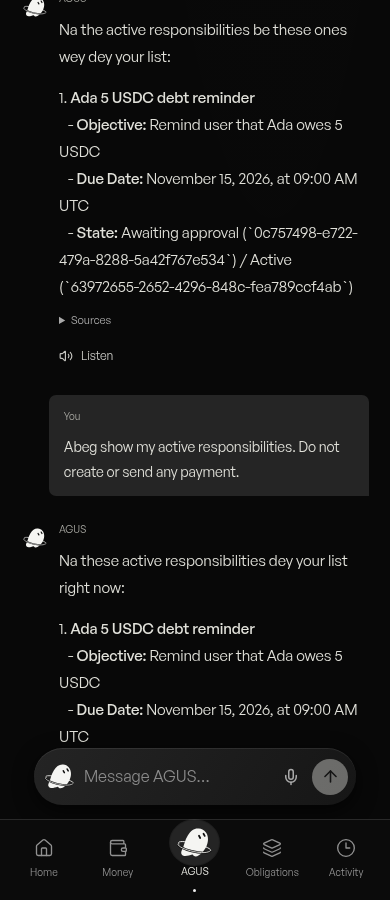 Na the active responsibilities be these ones
wey dey your list:
1. Ada 5 USDC debt reminder
- Objective: Remind user that Ada owes 5
USDC
- Due Date: November 15, 2026, at 09:00 AM
UTC
- State: Awaiting approval (`0c757498-e722-
479a-8288-5a42f767e534`) / Active
(`63972655-2652-4296-848c-fea789ccf4ab`)
Sources
Listen
You
Abeg show my active responsibilities. Do not
create or send any payment.
AGUS
Na these active responsibilities dey your list
right now:
1. Ada 5 USDC debt reminder
- Objective: Remind user that Ada owes 5
USDC
- Due Date: November 15, 2026, at 09:00 AM
UTC
Message AGUS...
Home
Money
AGUS
Obligations
Activity